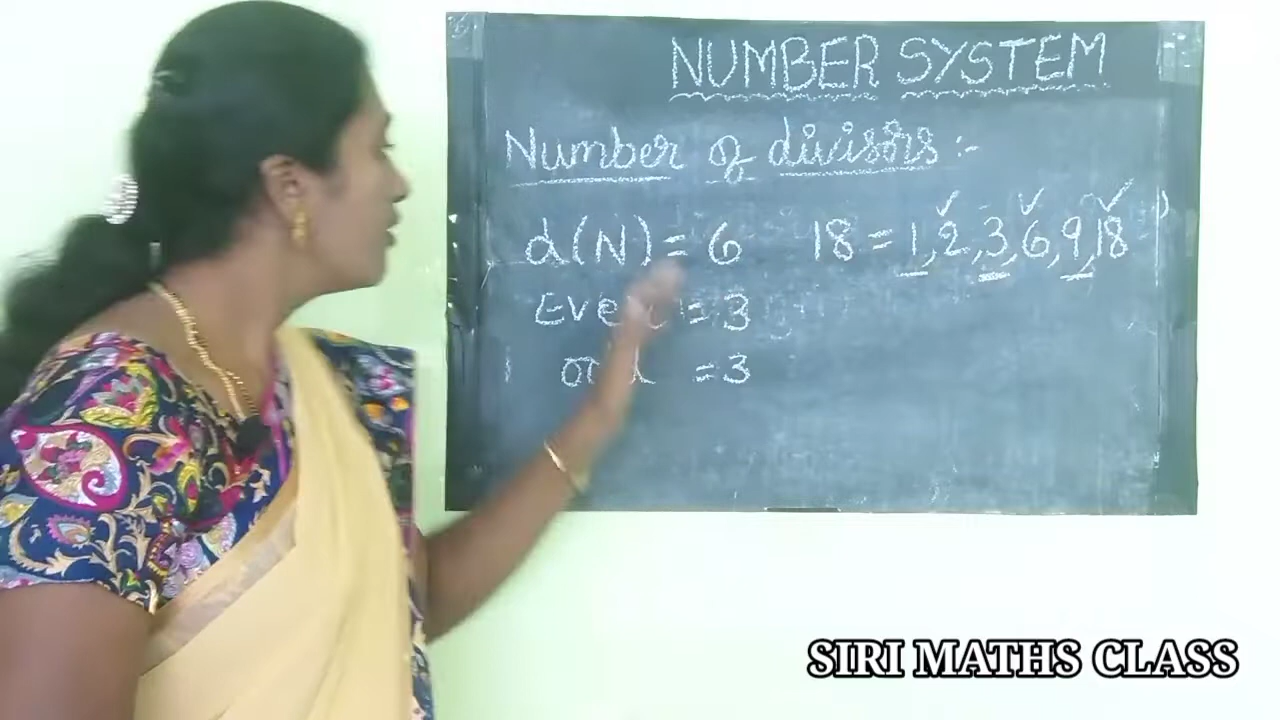 NUMBER SYSTEM
Number of divisors :-
d(N) = 6 18 = 1,2,3,6,9,18
Even = 3
odd = 3
SIRI MATHS CLASS